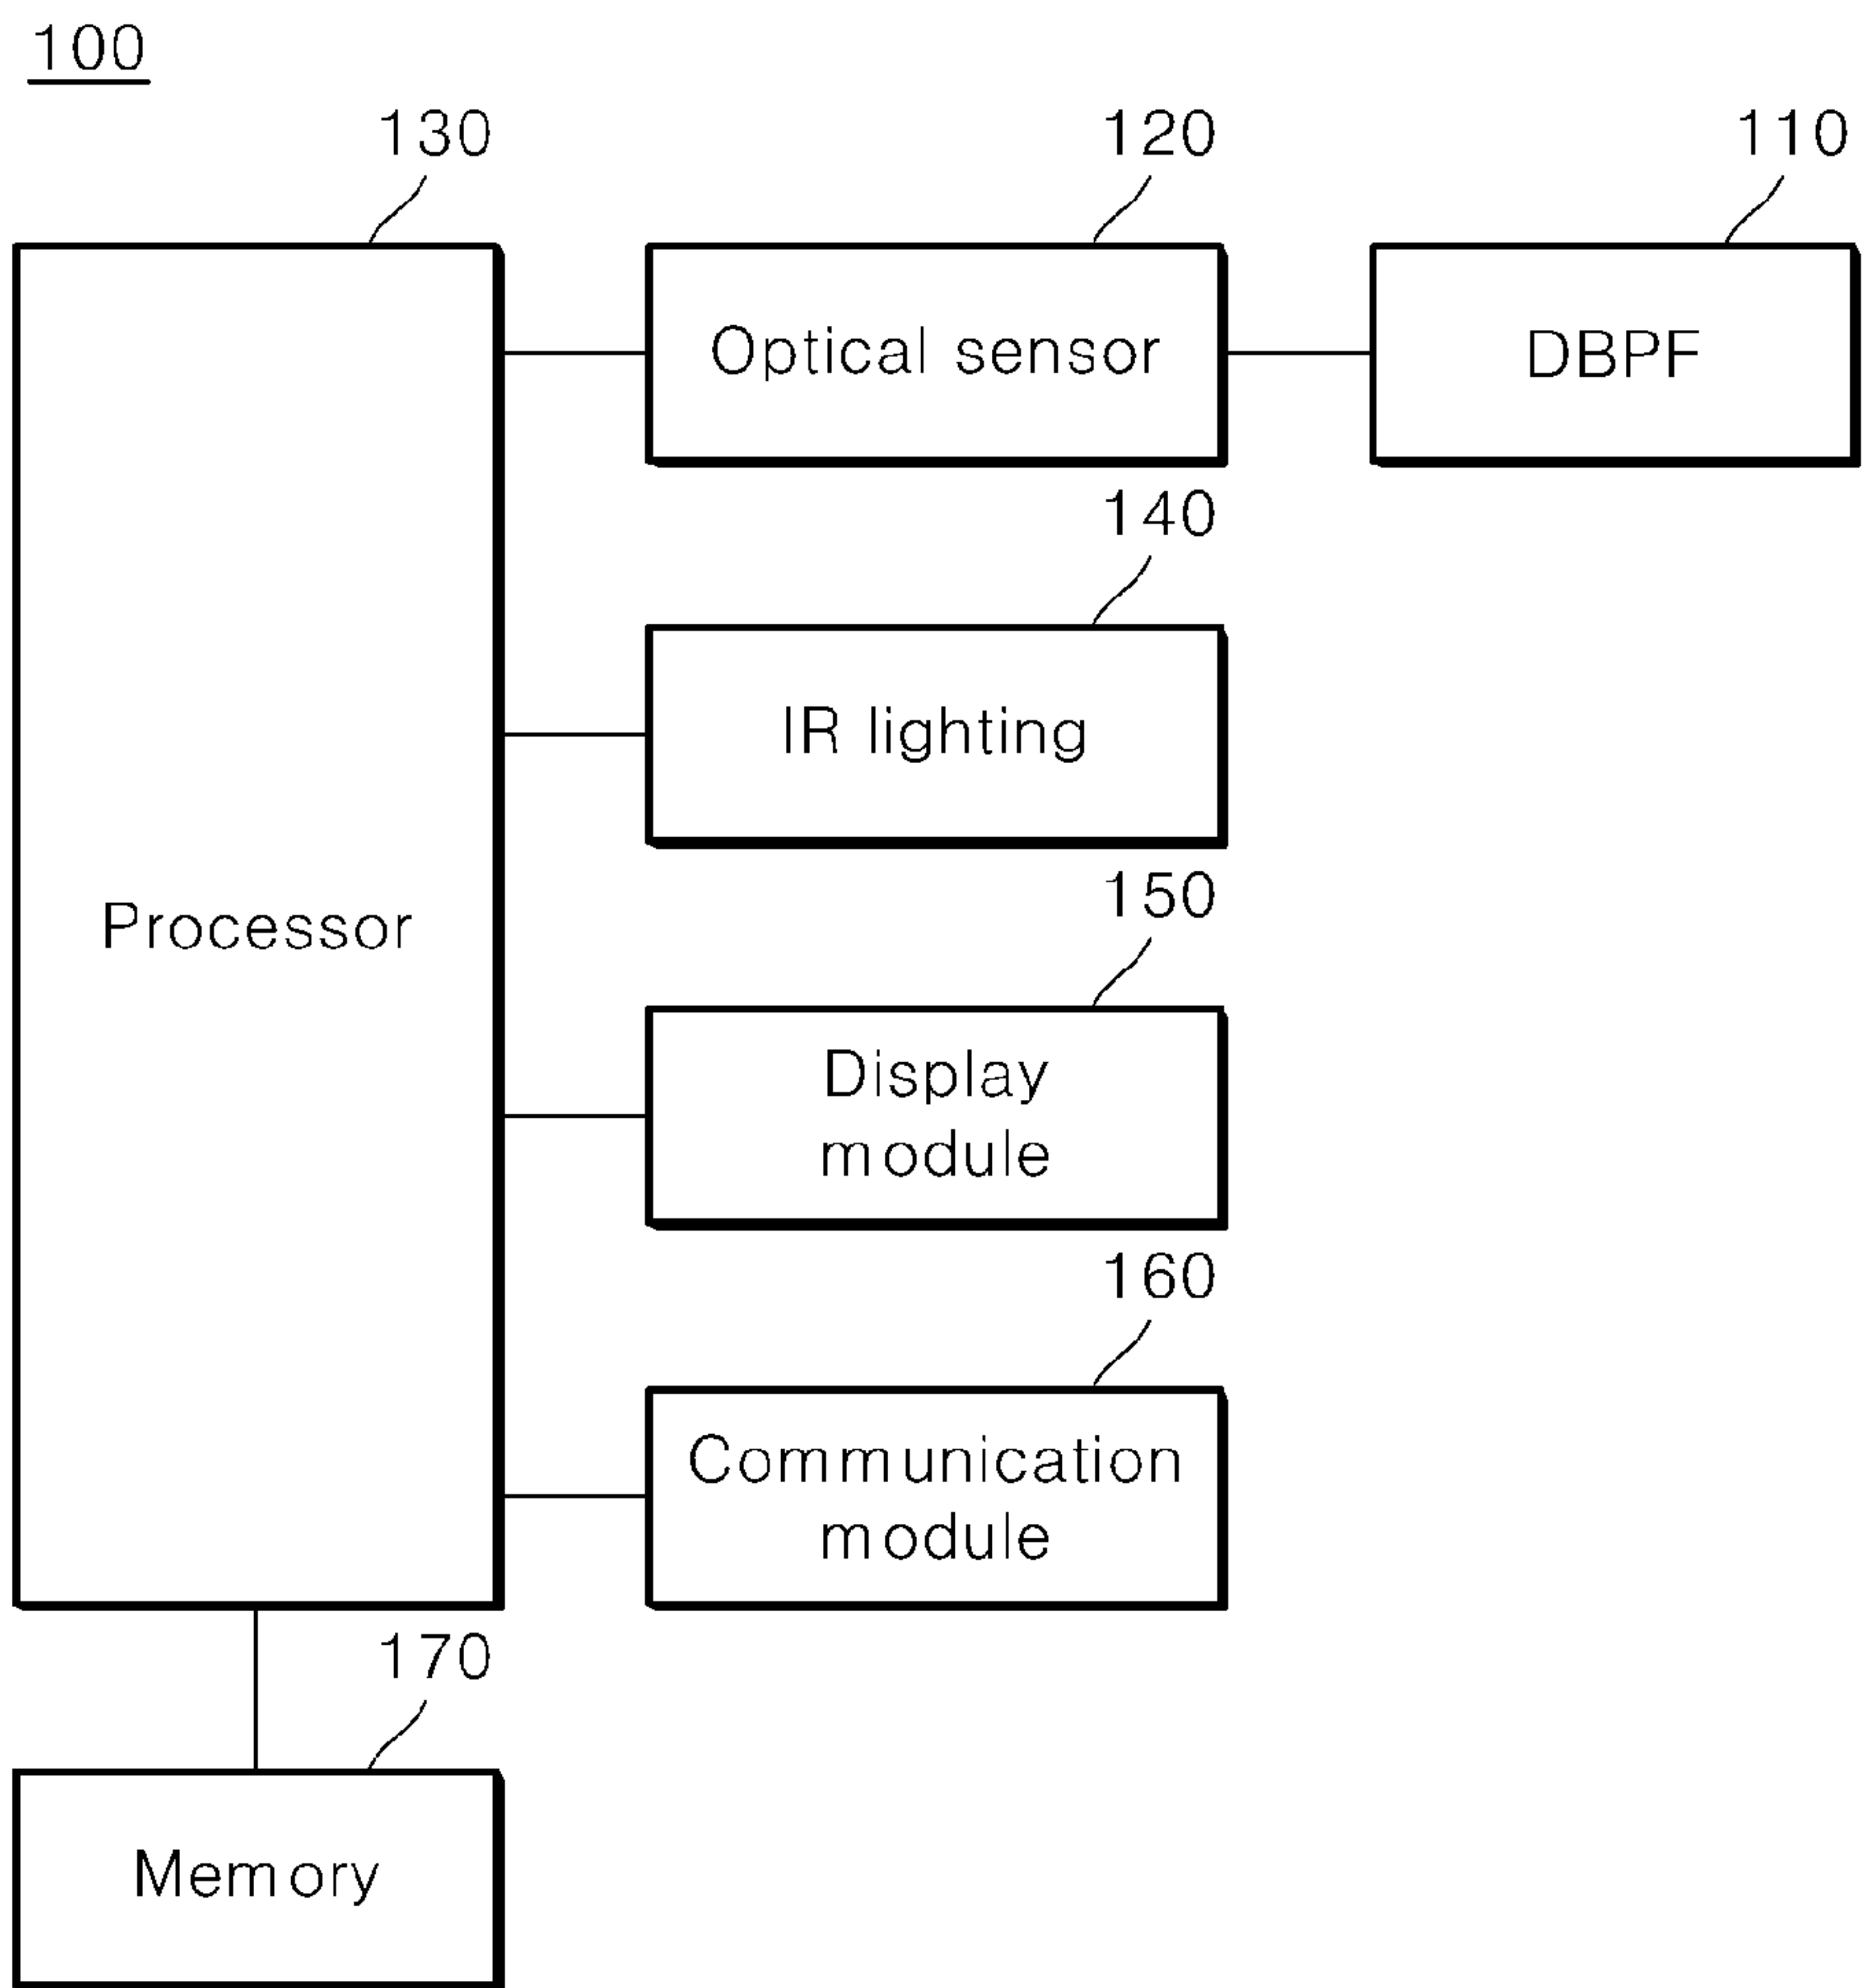 100
130
120
110
Optical sensor
DBPF
140
IR lighting
150
Processor
Display
module
160
Communication
module
170
Memory